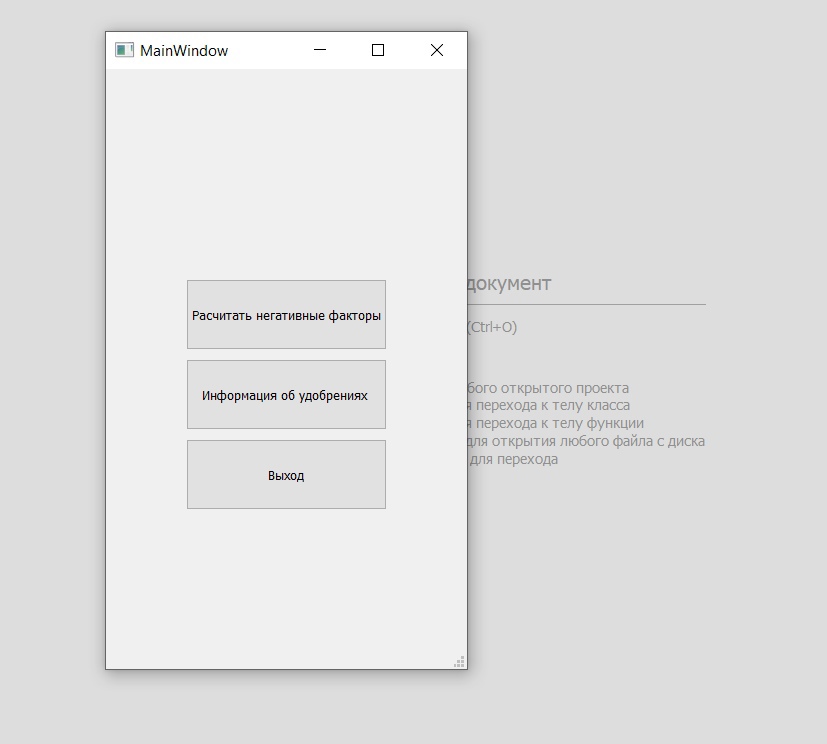 MainWindow
Расчитать негативные факторы
Информация об удобрениях
Выход
документ
(Ctrl+O)
бого открытого проекта
я перехода к телу класса
я перехода к телу функции
для открытия любого файла с диска
для перехода